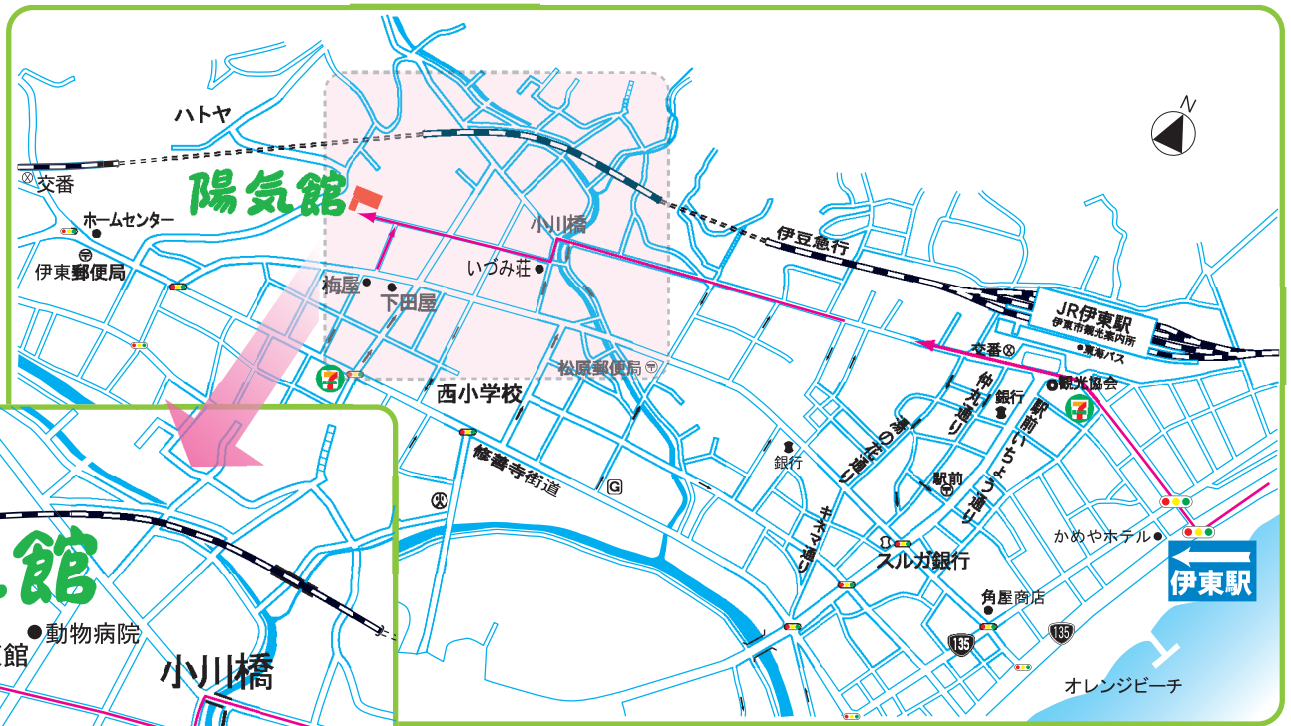 N
ハトヤ
交番
陽気館
小川橋
伊豆急行
ホームセンター
伊東郵便局
いづみ荘
梅屋
下田屋
JR伊東駅
伊東市観光案内所
東海バス
交番
松原郵便局
観光協会
西小学校
仲丸通り
銀行
駅前いちょう通り
湯の花通り
銀行
修善寺街道
G
駅前
キネマ通り
かめやホテル
スルガ銀行
伊東駅
角屋商店
135
135
オレンジビーチ
館
動物病院
館
小川橋